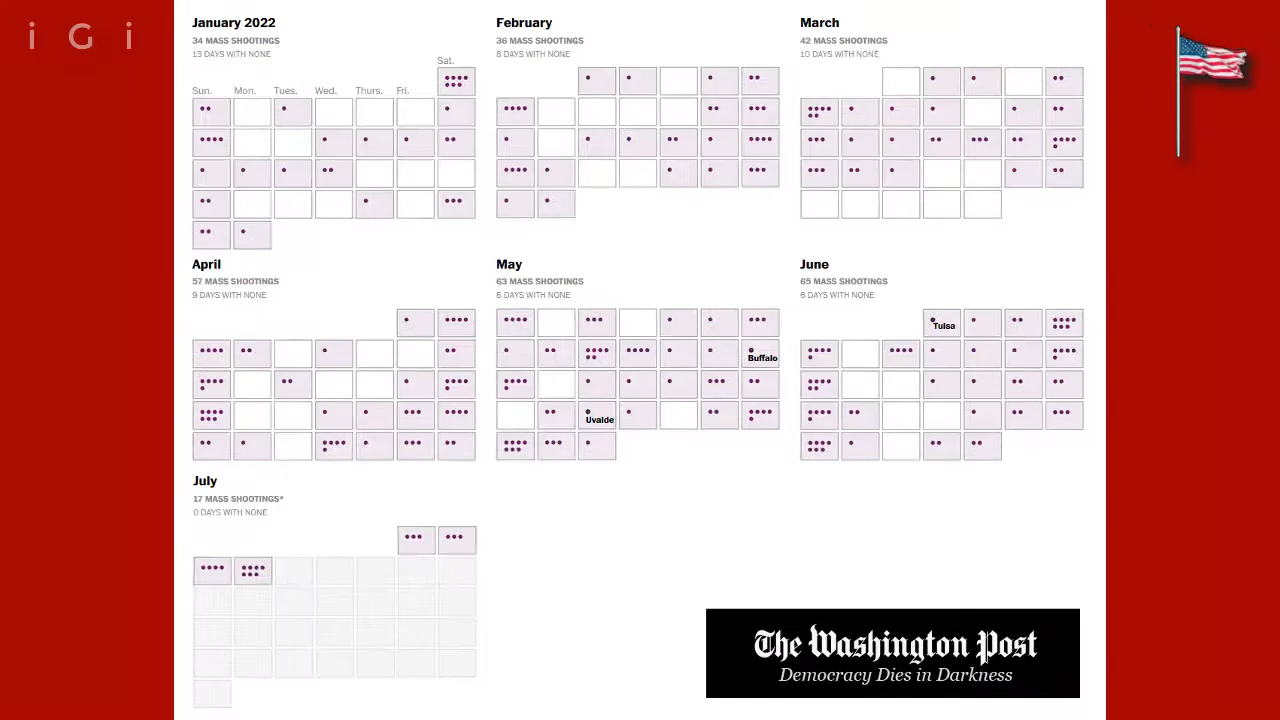 i G i
January 2022
34 MASS SHOOTINGS
13 DAYS WITH NONE
Sat.
Sun. Mon. Tues. Wed. Thurs. Fri.
February
36 MASS SHOOTINGS
8 DAYS WITH NONE
March
42 MASS SHOOTINGS
10 DAYS WITH NONE
April
57 MASS SHOOTINGS
9 DAYS WITH NONE
May
63 MASS SHOOTINGS
5 DAYS WITH NONE
Buffalo
Uvalde
June
65 MASS SHOOTINGS
6 DAYS WITH NONE
Tulsa
July
17 MASS SHOOTINGS*
0 DAYS WITH NONE
The Washington Post
Democracy Dies in Darkness